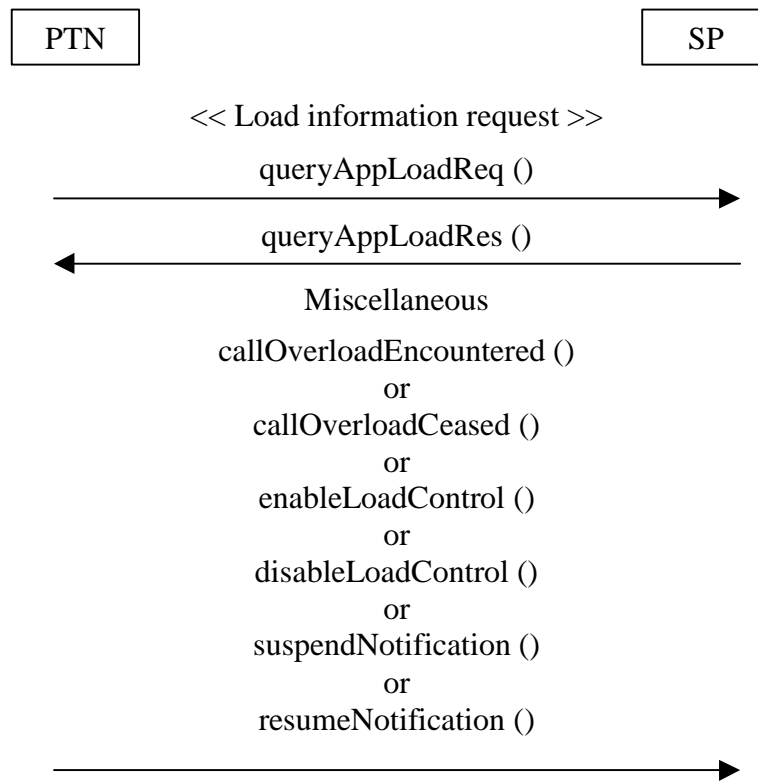 PTN
SP
<< Load information request >>
queryAppLoadReq ()
queryAppLoadRes ()
Miscellaneous
callOverloadEncountered ()
or
callOverloadCeased ()
or
enableLoadControl ()
or
disableLoadControl ()
or
suspendNotification ()
or
resumeNotification ()